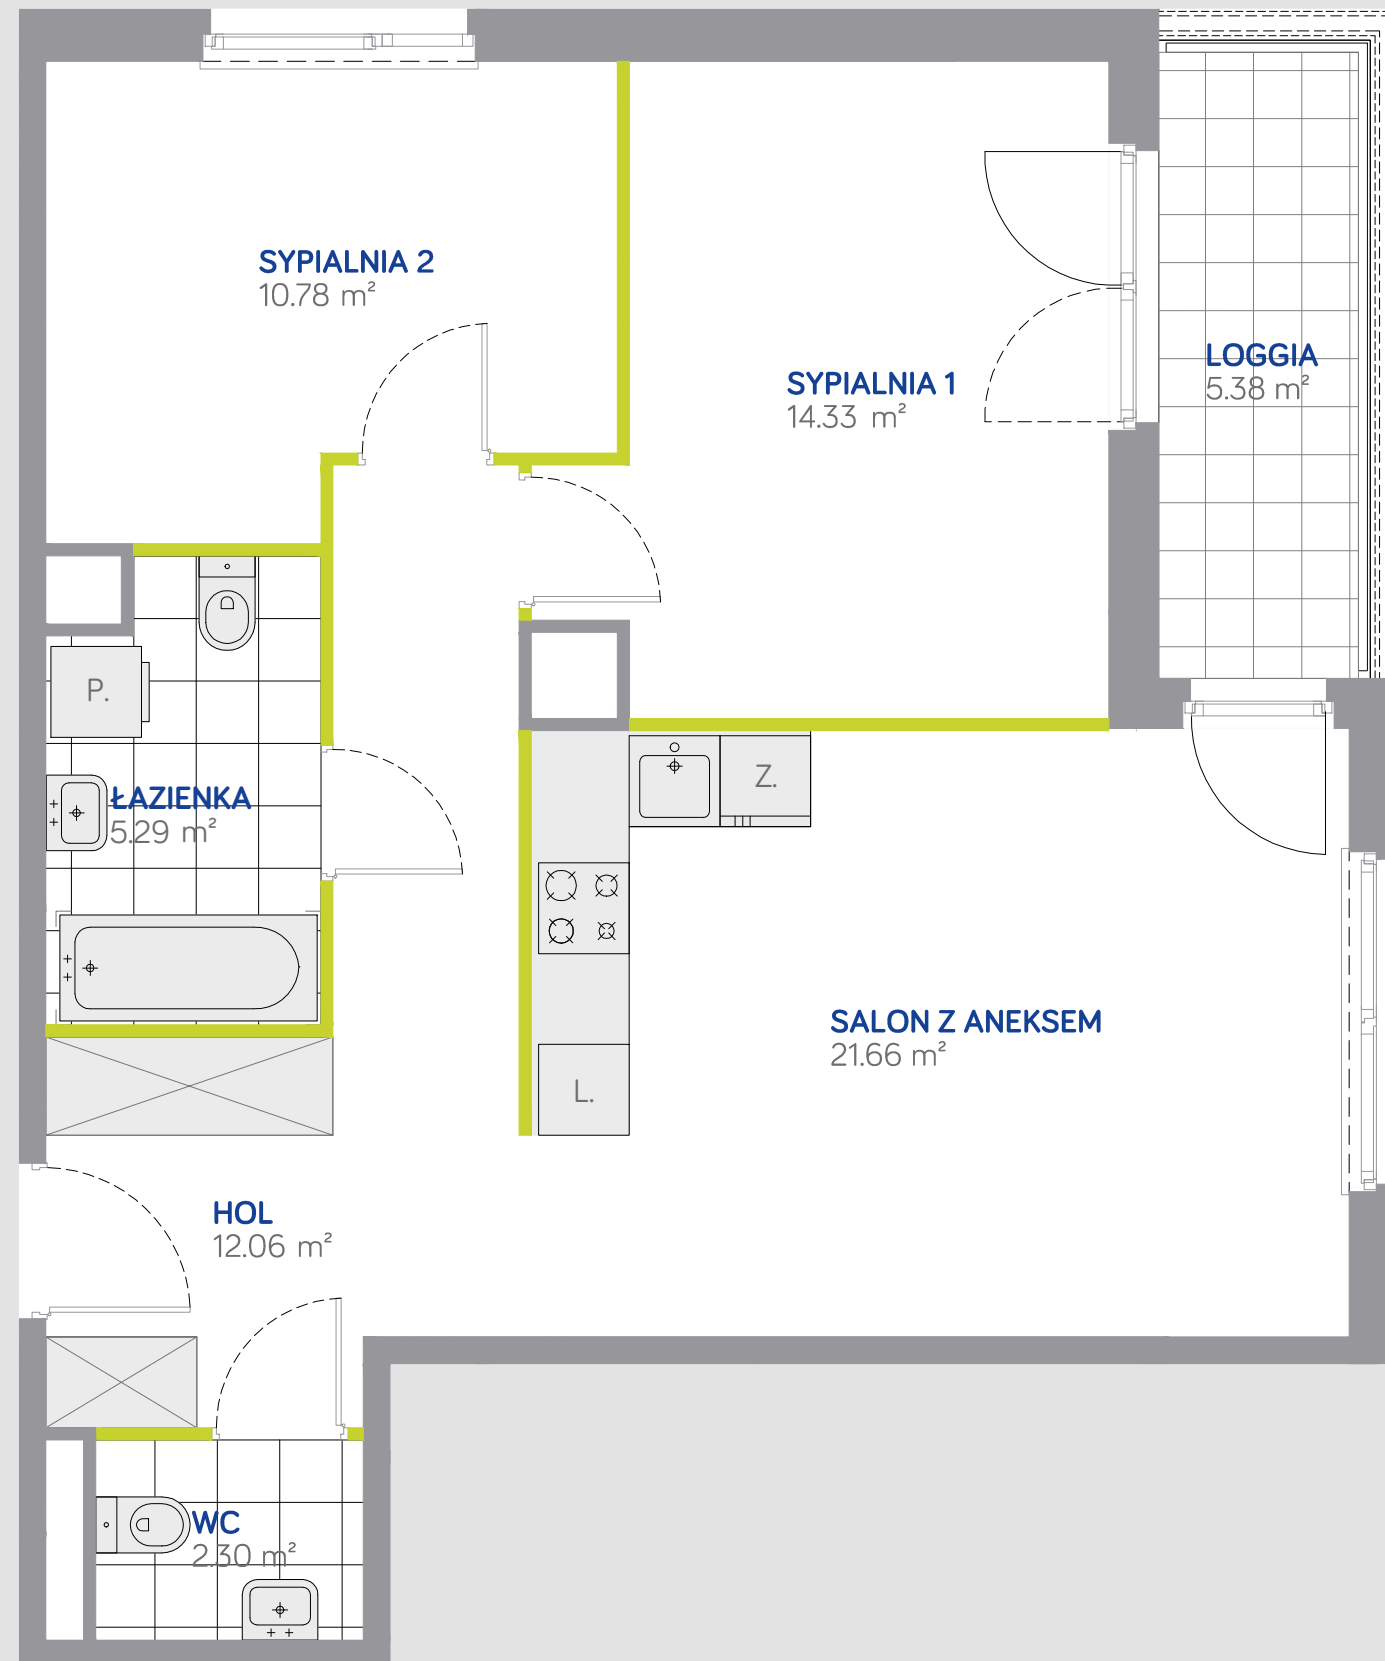 SYPIALNIA 2
10.78 m²
SYPIALNIA 1
14.33 m²
LOGGIA
5.38 m²
P.
ŁAZIENKA
5.29 m²
Z.
SALON Z ANEKSEM
21.66 m²
L.
HOL
12.06 m²
WC
2.30 m²